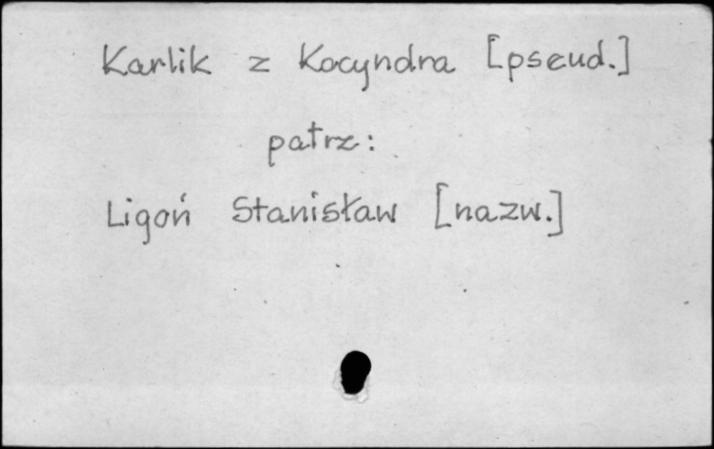 Karlik z Kocyndra [pseud.]
patrz:
Ligoń Stanisław [nazw.]